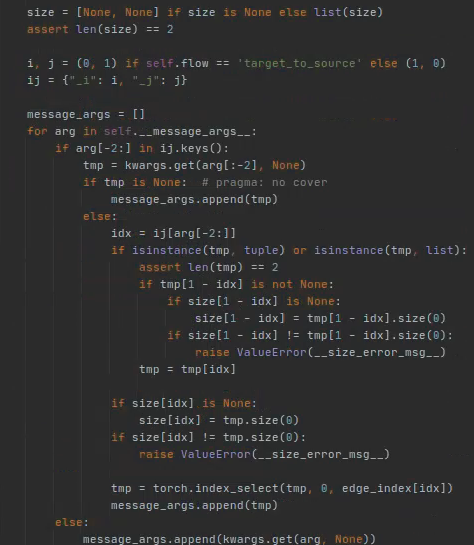 size = [None, None] if size is None else list(size)
assert len(size) == 2
i, j = (0, 1) if self.flow == 'target_to_source' else (1, 0)
ij = {"_i": i, "_j": j}
message_args = []
for arg in self.__message_args__:
    if arg[-2:] in ij.keys():
        tmp = kwargs.get(arg[:-2], None)
        if tmp is None:  # pragma: no cover
            message_args.append(tmp)
        else:
            idx = ij[arg[-2:]]
            if isinstance(tmp, tuple) or isinstance(tmp, list):
                assert len(tmp) == 2
                if tmp[1 - idx] is not None:
                    if size[1 - idx] is None:
                        size[1 - idx] = tmp[1 - idx].size(0)
                    if size[1 - idx] != tmp[1 - idx].size(0):
                        raise ValueError(__size_error_msg__)
                tmp = tmp[idx]
            if size[idx] is None:
                size[idx] = tmp.size(0)
            if size[idx] != tmp.size(0):
                raise ValueError(__size_error_msg__)
            tmp = torch.index_select(tmp, 0, edge_index[idx])
            message_args.append(tmp)
    else:
        message_args.append(kwargs.get(arg, None))